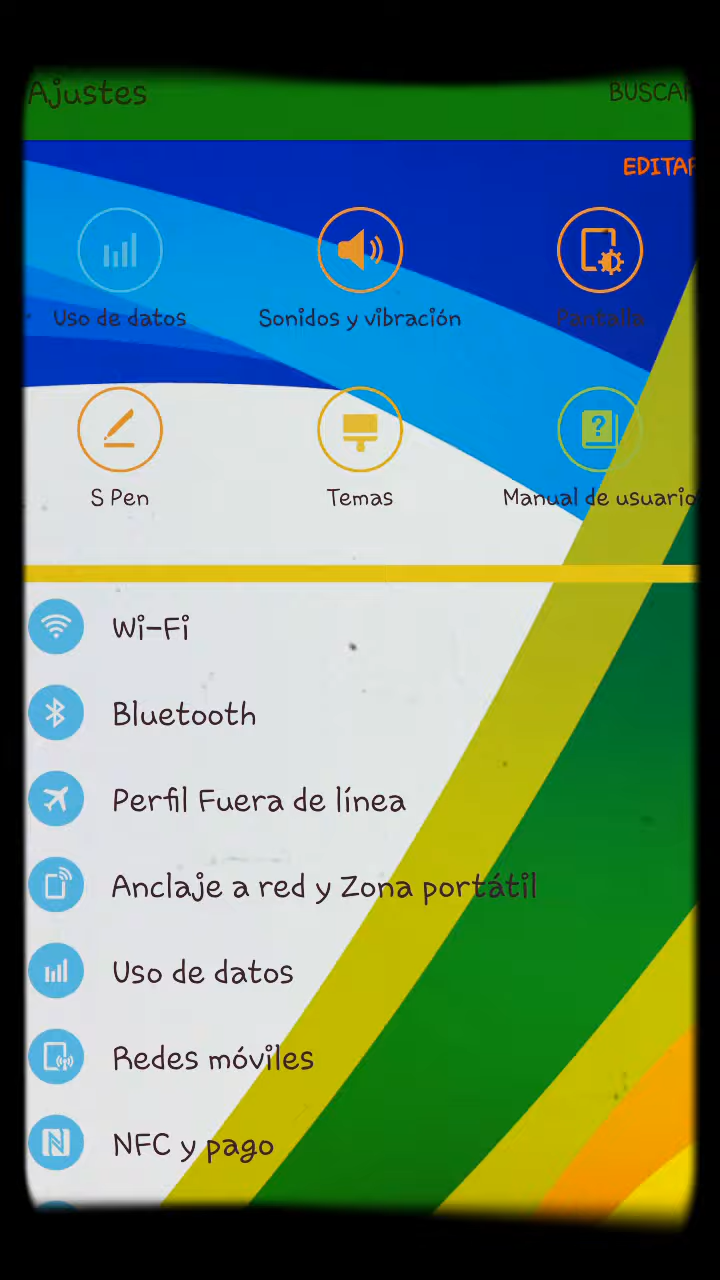 Ajustes
BUSCAR
EDITAR
Uso de datos
Sonidos y vibración
Pantalla
S Pen
Temas
Manual de usuario
Wi-Fi
Bluetooth
Perfil Fuera de línea
Anclaje a red y Zona portátil
Uso de datos
Redes móviles
NFC y pago